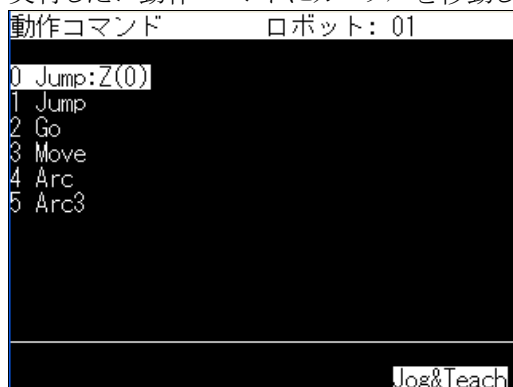 実行したい動作コマンドにカーソルを移動し
動作コマンド ロボット: 01
0 Jump:Z(0)
1 Jump
2 Go
3 Move
4 Arc
5 Arc3
Jog&Teach